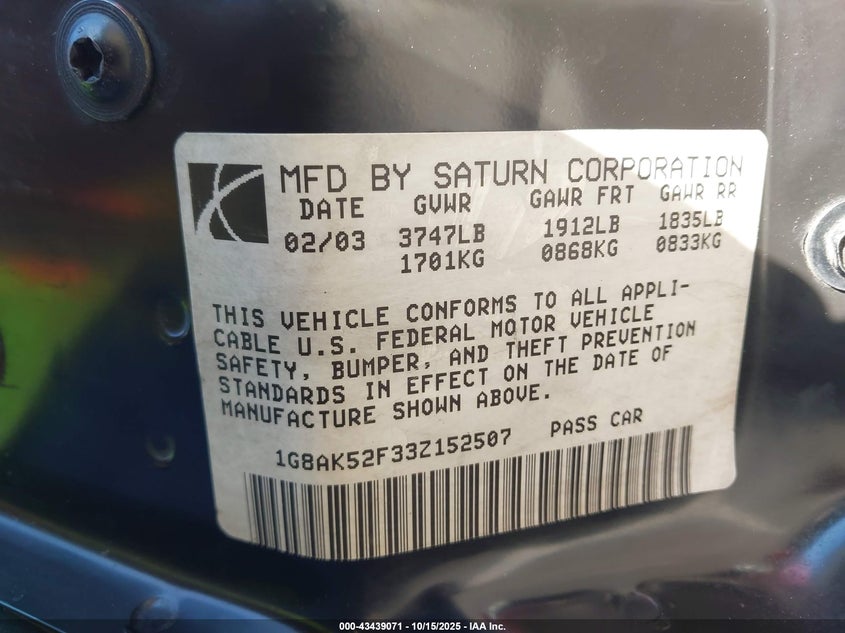 MFD BY SATURN CORPORATION
DATE GVWR GAWR FRT GAWR RR
02/03 3747LB 1912LB 1835LB
1701KG 0868KG 0833KG
THIS VEHICLE CONFORMS TO ALL APPLI-
CABLE U.S. FEDERAL MOTOR VEHICLE
SAFETY, BUMPER, AND THEFT PREVENTION
STANDARDS IN EFFECT ON THE DATE OF
MANUFACTURE SHOWN ABOVE.
1G8AK52F33Z152507 PASS CAR
000-43439071 | 10/15/2025 - IAA Inc.